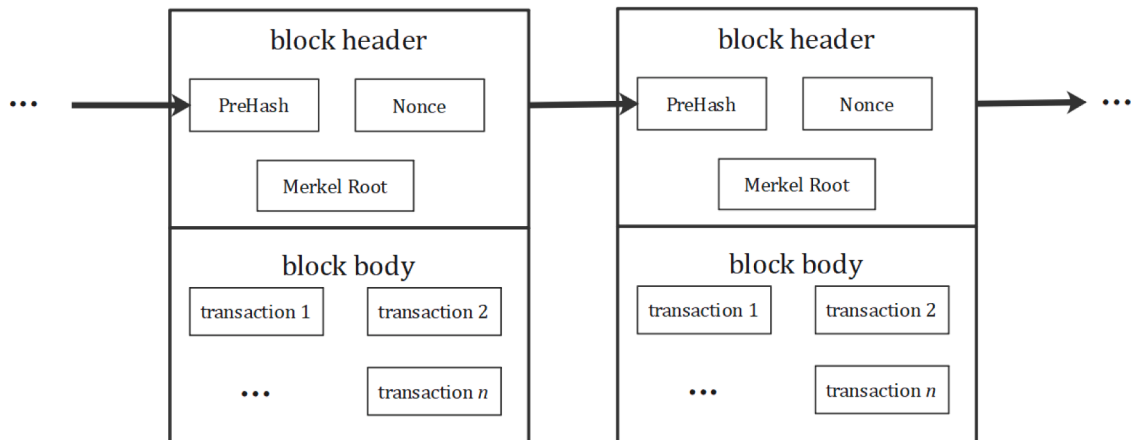 block header
PreHash
Nonce
Merkel Root
block body
transaction 1
transaction 2
...
transaction n
block header
PreHash
Nonce
Merkel Root
block body
transaction 1
transaction 2
...
transaction n
...
...